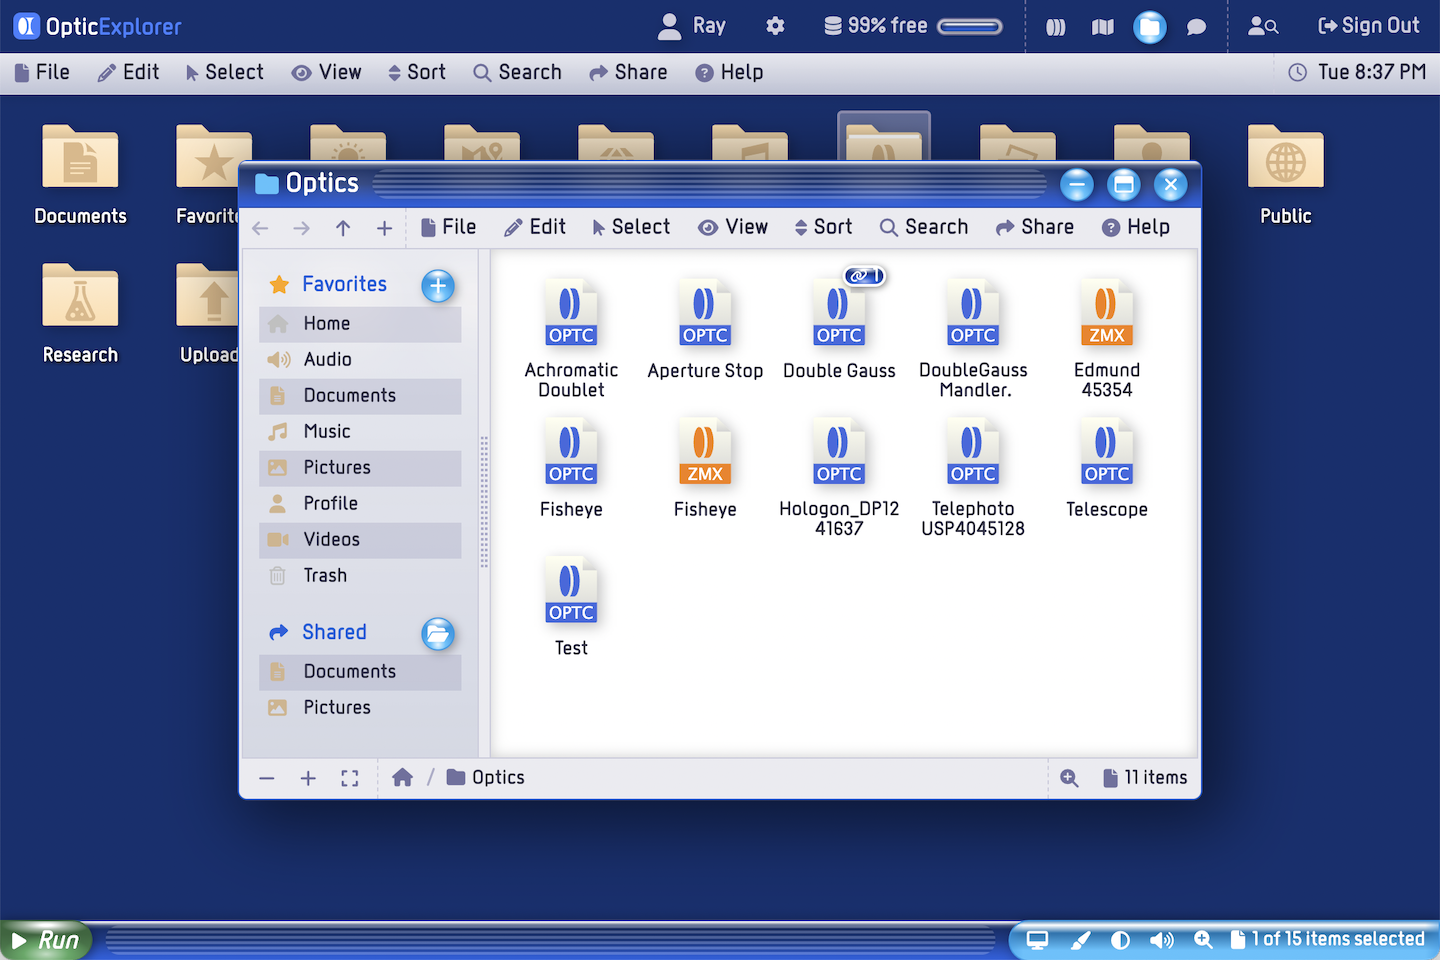 OpticExplorer
Ray
99% free
Sign Out
File Edit Select View Sort Search Share Help
Tue 8:37 PM
Documents
Public
Research
Optics
File Edit Select View Sort Search Share Help
Favorites
Home
Audio
Documents
Music
Pictures
Profile
Videos
Trash
Shared
Documents
Pictures
1
OPTC OPTC OPTC OPTC ZMX
Achromatic Doublet
Aperture Stop
Double Gauss
DoubleGauss Mandler.
Edmund 45354
OPTC ZMX OPTC OPTC OPTC
Fisheye
Fisheye
Hologon_DP12 41637
Telephoto USP4045128
Telescope
OPTC
Test
/ Optics
11 items
Run
1 of 15 items selected